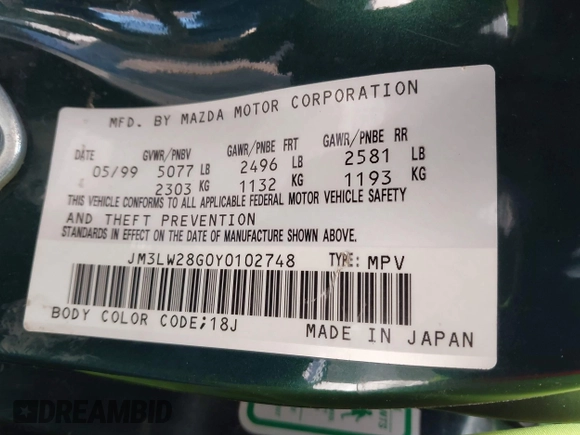 MFD. BY MAZDA MOTOR CORPORATION
DATE GVWR/PNBV GAWR/PNBE FRT GAWR/PNBE RR
05/99 5077 LB 2496 LB 2581 LB
2303 KG 1132 KG 1193 KG
THIS VEHICLE CONFORMS TO ALL APPLICABLE FEDERAL MOTOR VEHICLE SAFETY
AND THEFT PREVENTION
STANDARDS IN EFFECT ON THE DATE OF MANUFACTURE SHOWN ABOVE.
JM3LW28G0Y0102748 TYPE: MPV
BODY COLOR CODE;18J MADE IN JAPAN
DREAMBID